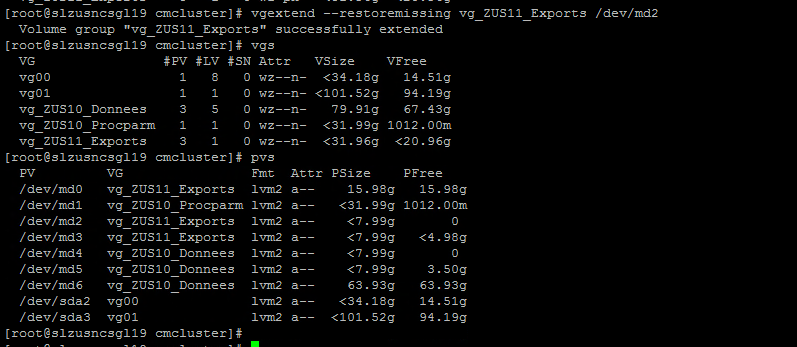 [root@slzusncsgl19 cmcluster]# vgextend --restoremissing vg_ZUS11_Exports /dev/md2
  Volume group "vg_ZUS11_Exports" successfully extended
[root@slzusncsgl19 cmcluster]# vgs
  VG                #PV #LV #SN Attr   VSize    VFree
  vg00                1   8   0 wz--n-  <34.18g   14.51g
  vg01                1   1   0 wz--n- <101.52g   94.19g
  vg_ZUS10_Donnees    3   5   0 wz--n-   79.91g   67.43g
  vg_ZUS10_Procparm   1   1   0 wz--n-  <31.99g 1012.00m
  vg_ZUS11_Exports    3   1   0 wz--n-  <31.96g  <20.96g
[root@slzusncsgl19 cmcluster]# pvs
  PV         VG                Fmt  Attr PSize    PFree
  /dev/md0   vg_ZUS11_Exports  lvm2 a--    15.98g   15.98g
  /dev/md1   vg_ZUS10_Procparm lvm2 a--   <31.99g 1012.00m
  /dev/md2   vg_ZUS11_Exports  lvm2 a--    <7.99g       0
  /dev/md3   vg_ZUS11_Exports  lvm2 a--    <7.99g   <4.98g
  /dev/md4   vg_ZUS10_Donnees  lvm2 a--    <7.99g       0
  /dev/md5   vg_ZUS10_Donnees  lvm2 a--    <7.99g    3.50g
  /dev/md6   vg_ZUS10_Donnees  lvm2 a--    63.93g   63.93g
  /dev/sda2  vg00              lvm2 a--   <34.18g   14.51g
  /dev/sda3  vg01              lvm2 a--  <101.52g   94.19g
[root@slzusncsgl19 cmcluster]#